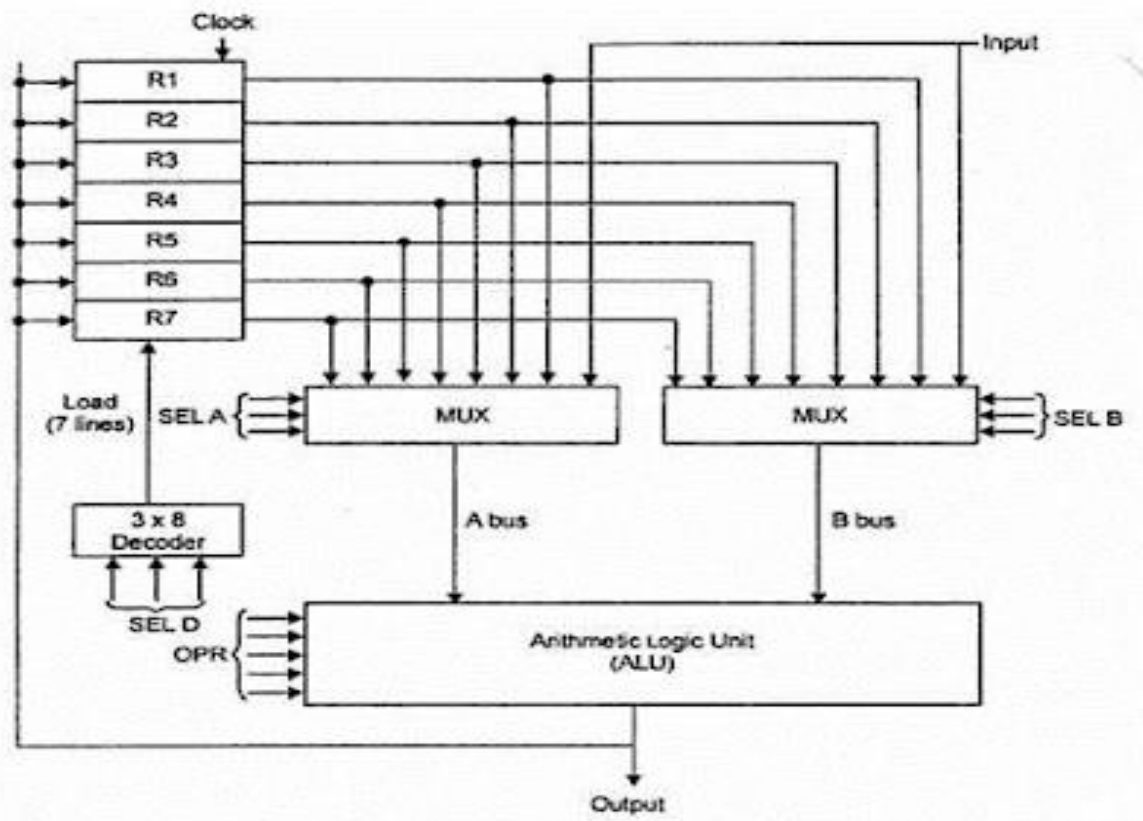 Clock
Input
R1
R2
R3
R4
R5
R6
R7
Load
(7 lines)
SEL A
MUX
MUX
SEL B
3 x 8
Decoder
A bus
B bus
SEL D
OPR
Arithmetic Logic Unit
(ALU)
Output